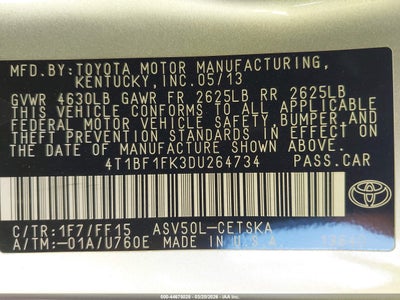 MFD. BY:TOYOTA MOTOR MANUFACTURING,
KENTUCKY, INC.05/13
GVWR 4630LB GAWR FR 2625LB RR 2625LB
THIS VEHICLE CONFORMS TO ALL APPLICABLE
FEDERAL MOTOR VEHICLE SAFETY, BUMPER, AND
THEFT PREVENTION STANDARDS IN EFFECT ON
THE DATE OF MANUFACTURE SHOWN ABOVE.
4T1BF1FK3DU264734 PASS.CAR
C/TR:1F7/FF15 ASV50L-CETSKA
A/TM:-01A/U760E MADE IN U.S.A.